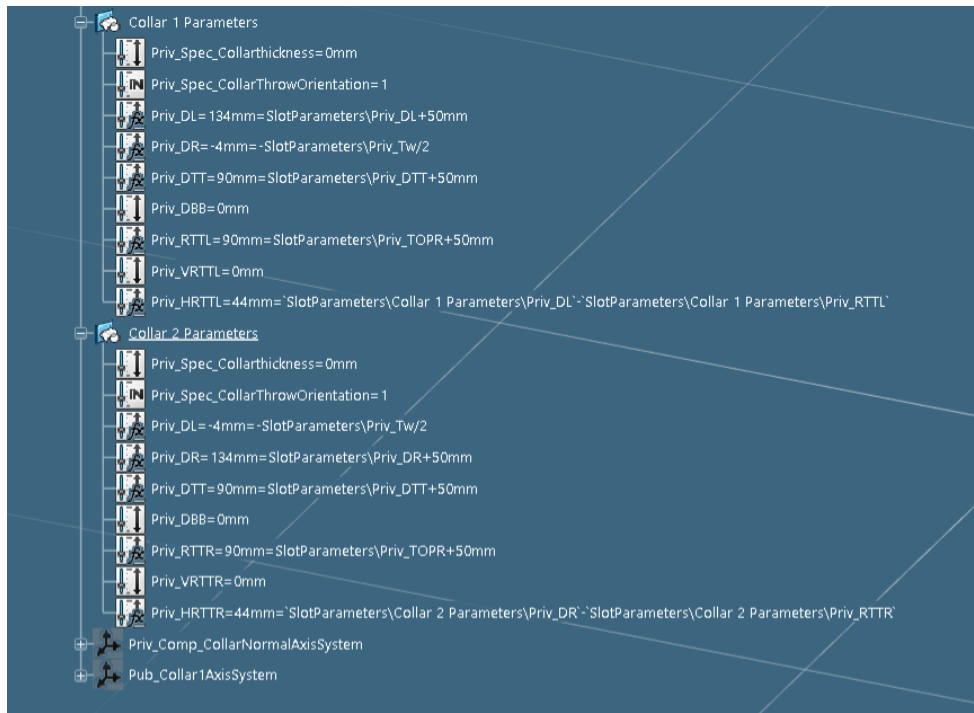 Collar 1 Parameters
Priv_Spec_Collarthickness=0mm
Priv_Spec_CollarThrowOrientation=1
Priv_DL=134mm=SlotParameters\Priv_DL+50mm
Priv_DR=-4mm=-SlotParameters\Priv_Tw/2
Priv_DTT=90mm=SlotParameters\Priv_DTT+50mm
Priv_DBB=0mm
Priv_RTTL=90mm=SlotParameters\Priv_TOPR+50mm
Priv_VRTTL=0mm
Priv_HRTTL=44mm=`SlotParameters\Collar 1 Parameters\Priv_DL`-`SlotParameters\Collar 1 Parameters\Priv_RTTL`
Collar 2 Parameters
Priv_Spec_Collarthickness=0mm
Priv_Spec_CollarThrowOrientation=1
Priv_DL=-4mm=-SlotParameters\Priv_Tw/2
Priv_DR=134mm=SlotParameters\Priv_DR+50mm
Priv_DTT=90mm=SlotParameters\Priv_DTT+50mm
Priv_DBB=0mm
Priv_RTTR=90mm=SlotParameters\Priv_TOPR+50mm
Priv_VRTTR=0mm
Priv_HRTTR=44mm=`SlotParameters\Collar 2 Parameters\Priv_DR`-`SlotParameters\Collar 2 Parameters\Priv_RTTR`
Priv_Comp_CollarNormalAxisSystem
Pub_Collar1AxisSystem